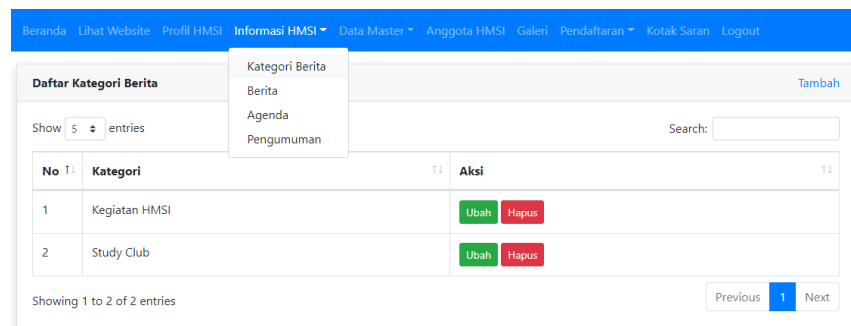 Beranda Lihat Website Profil HMSI Informasi HMSI Data Master Anggota HMSI Galeri Pendaftaran Kotak Saran Logout
Kategori Berita
Berita
Agenda
Pengumuman
Daftar Kategori Berita Tambah
Show 5 entries Search:
No Kategori Aksi
1 Kegiatan HMSI Ubah Hapus
2 Study Club Ubah Hapus
Showing 1 to 2 of 2 entries Previous 1 Next